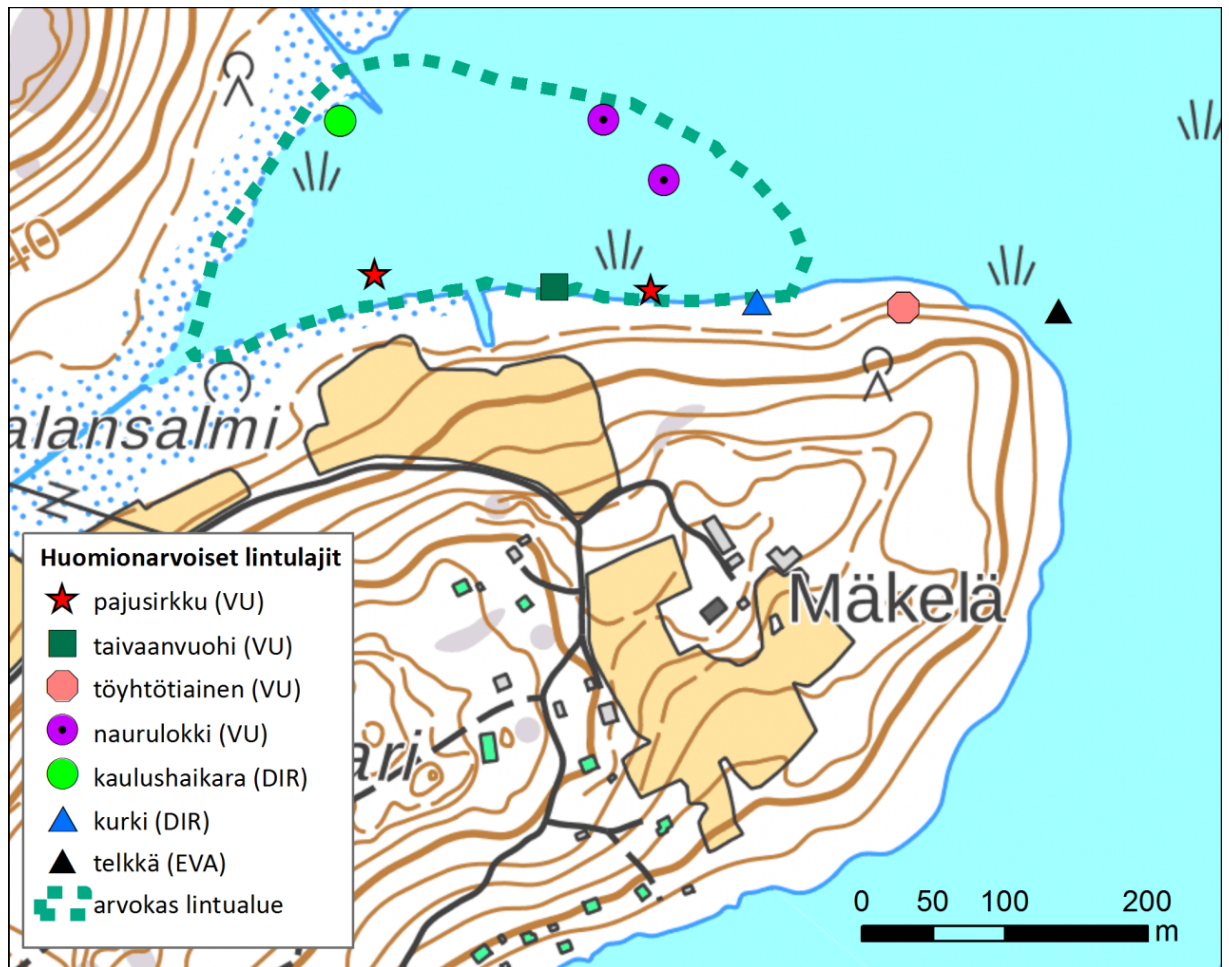 40
alansalmi
Huomionarvoiset lintulajit
pajusirkku (VU)
taivaanvuohi (VU)
töyhtötiainen (VU)
naurulokki (VU)
kaulushaikara (DIR)
kurki (DIR)
telkkä (EVA)
arvokas lintualue
Mäkelä
ari
0 50 100 200
m